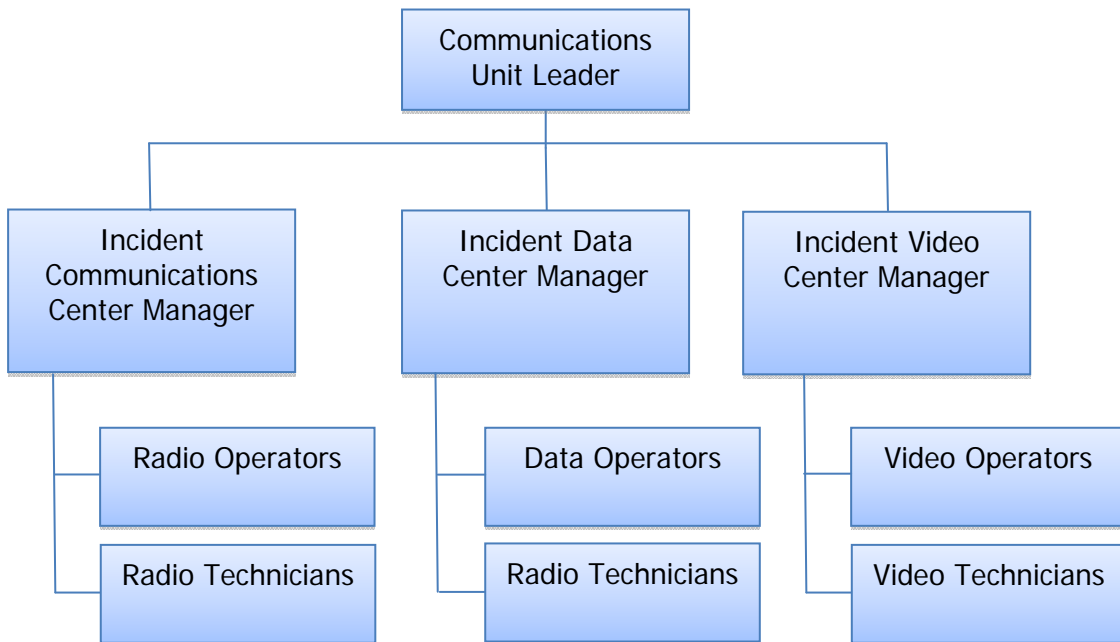 Communications
Unit Leader
Incident
Communications
Center Manager
Incident Data
Center Manager
Incident Video
Center Manager
Radio Operators
Data Operators
Video Operators
Radio Technicians
Radio Technicians
Video Technicians